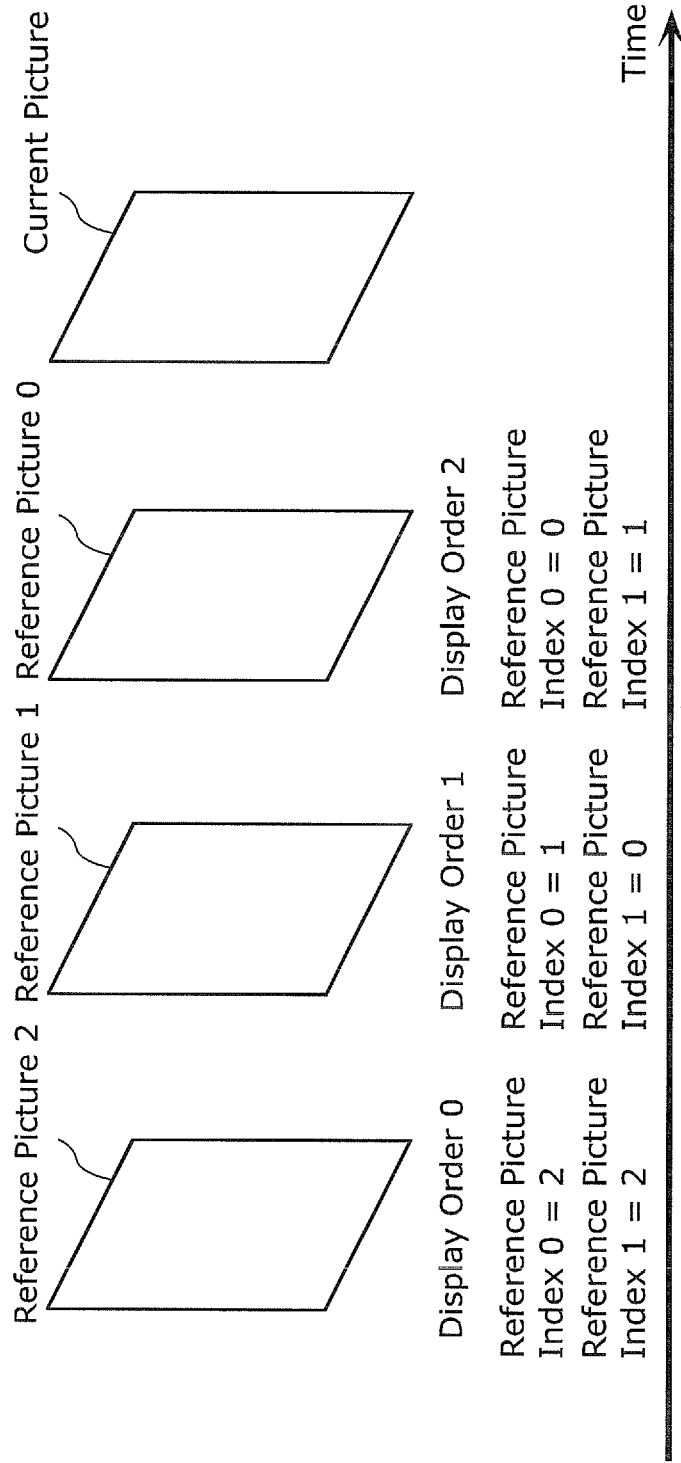 Reference Picture 2
Reference Picture 1
Reference Picture 0
Current Picture
Display Order 0
Display Order 1
Display Order 2
Reference Picture
Index 0 = 2
Reference Picture
Index 1 = 2
Reference Picture
Index 0 = 1
Reference Picture
Index 1 = 0
Reference Picture
Index 0 = 0
Reference Picture
Index 1 = 1
Time